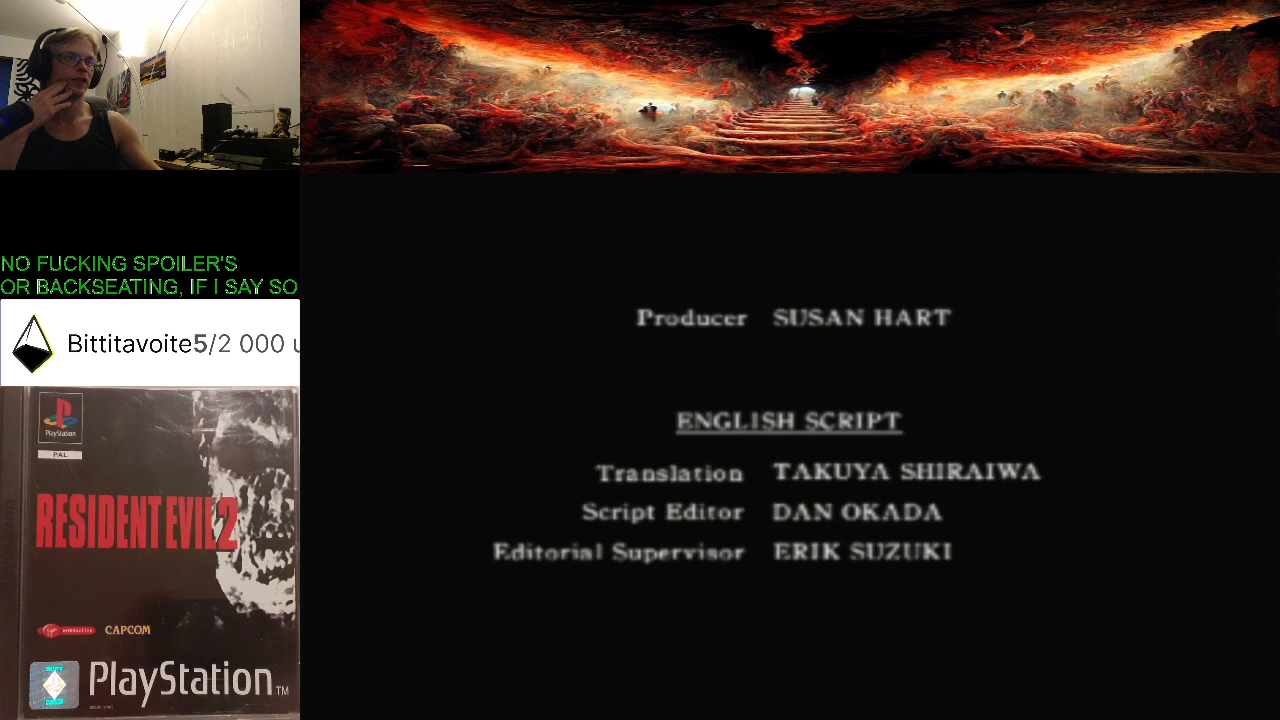 NO FUCKING SPOILER'S
OR BACKSEATING, IF I SAY SO
Bittitavoite5/2 000
PlayStation
PAL
RESIDENT EVIL 2
CAPCOM
PlayStation TM
Producer SUSAN HART
ENGLISH SCRIPT
Translation TAKUYA SHIRAIWA
Script Editor DAN OKADA
Editorial Supervisor ERIK SUZUKI